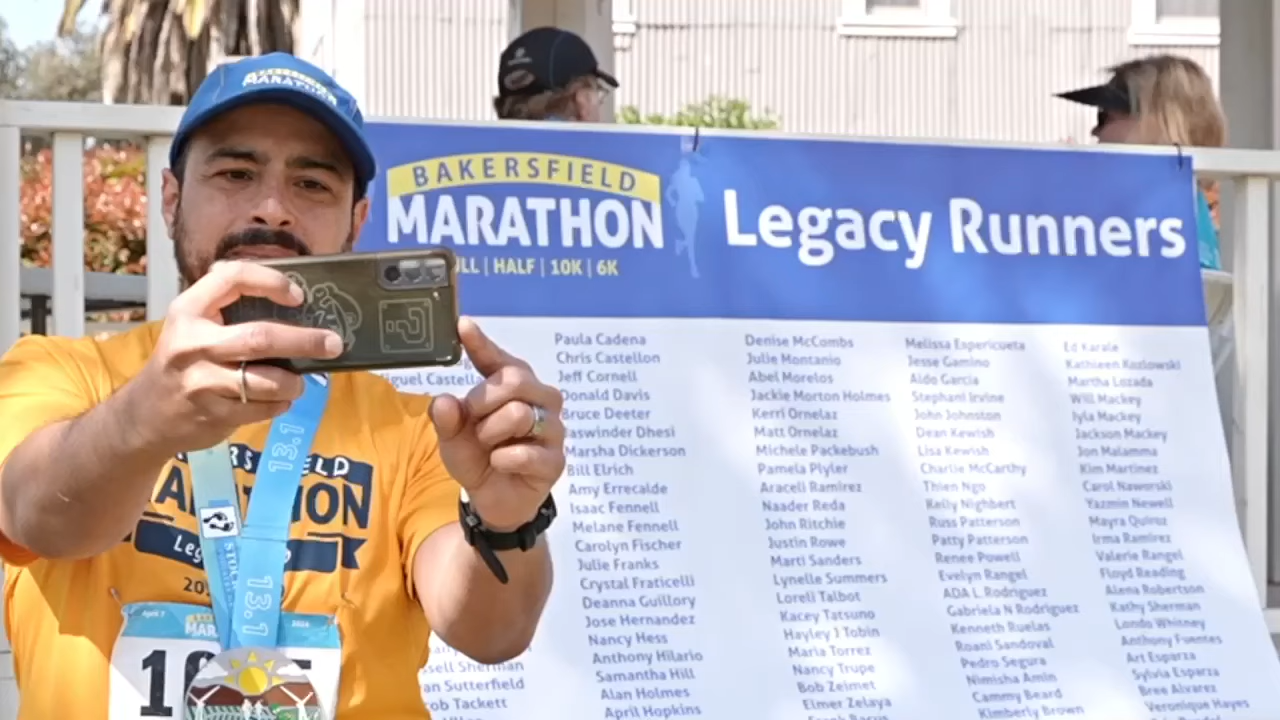 BAKERSFIELD
MARATHON
HALF | 10K | 6K
Legacy Runners
MARATHON
Paula Cadena
Chris Castellon
Jeff Cornell
Donald Davis
Bruce Deeter
Jaswinder Dhesi
Marsha Dickerson
Bill Elrich
Amy Errecalde
Isaac Fennell
Melane Fennell
Carolyn Fischer
Julie Franks
Crystal Fraticelli
Deanna Guillory
Jose Hernandez
Nancy Hess
Anthony Hilario
Samantha Hill
Alan Holmes
April Hopkins
Denise McCombs
Julie Montanio
Abel Morelos
Jackie Morton Holmes
Kerri Ornelaz
Matt Ornelaz
Michele Packebush
Pamela Plyler
Araceli Ramirez
Naader Reda
John Ritchie
Justin Rowe
Marti Sanders
Lynelle Summers
Loreli Talbot
Kacey Tatsuno
Hayley J Tobin
Maria Torrez
Nancy Trupe
Bob Zeimet
Elmer Zelaya
Melissa Espericueta
Jesse Gamino
Aldo Garcia
Stephani Irvine
John Johnston
Dean Kewish
Lisa Kewish
Charlie McCarthy
Thien Ngo
Kelly Nighbert
Russ Patterson
Patty Patterson
Renee Powell
Evelyn Rangel
ADA L Rodriguez
Gabriela N Rodriguez
Kenneth Ruelas
Roani Sandoval
Pedro Segura
Nimisha Amin
Cammy Beard
Kimberly Brown
Ed Karale
Kathleen Kozlowski
Martha Lozada
Will Mackey
Jyla Mackey
Jackson Mackey
Jon Malamma
Kim Martinez
Carol Naworski
Yazmin Newell
Mayra Quiroz
Irma Ramirez
Valerie Rangel
Floyd Reading
Alena Robertson
Kathy Sherman
Londo Whitney
Anthony Fuentes
Art Esparza
Sylvia Esparza
Bree Alvarez
Veronique Hayes
Sherman
Sutterfield
Tackett
13.1
13.1
April 7
2024